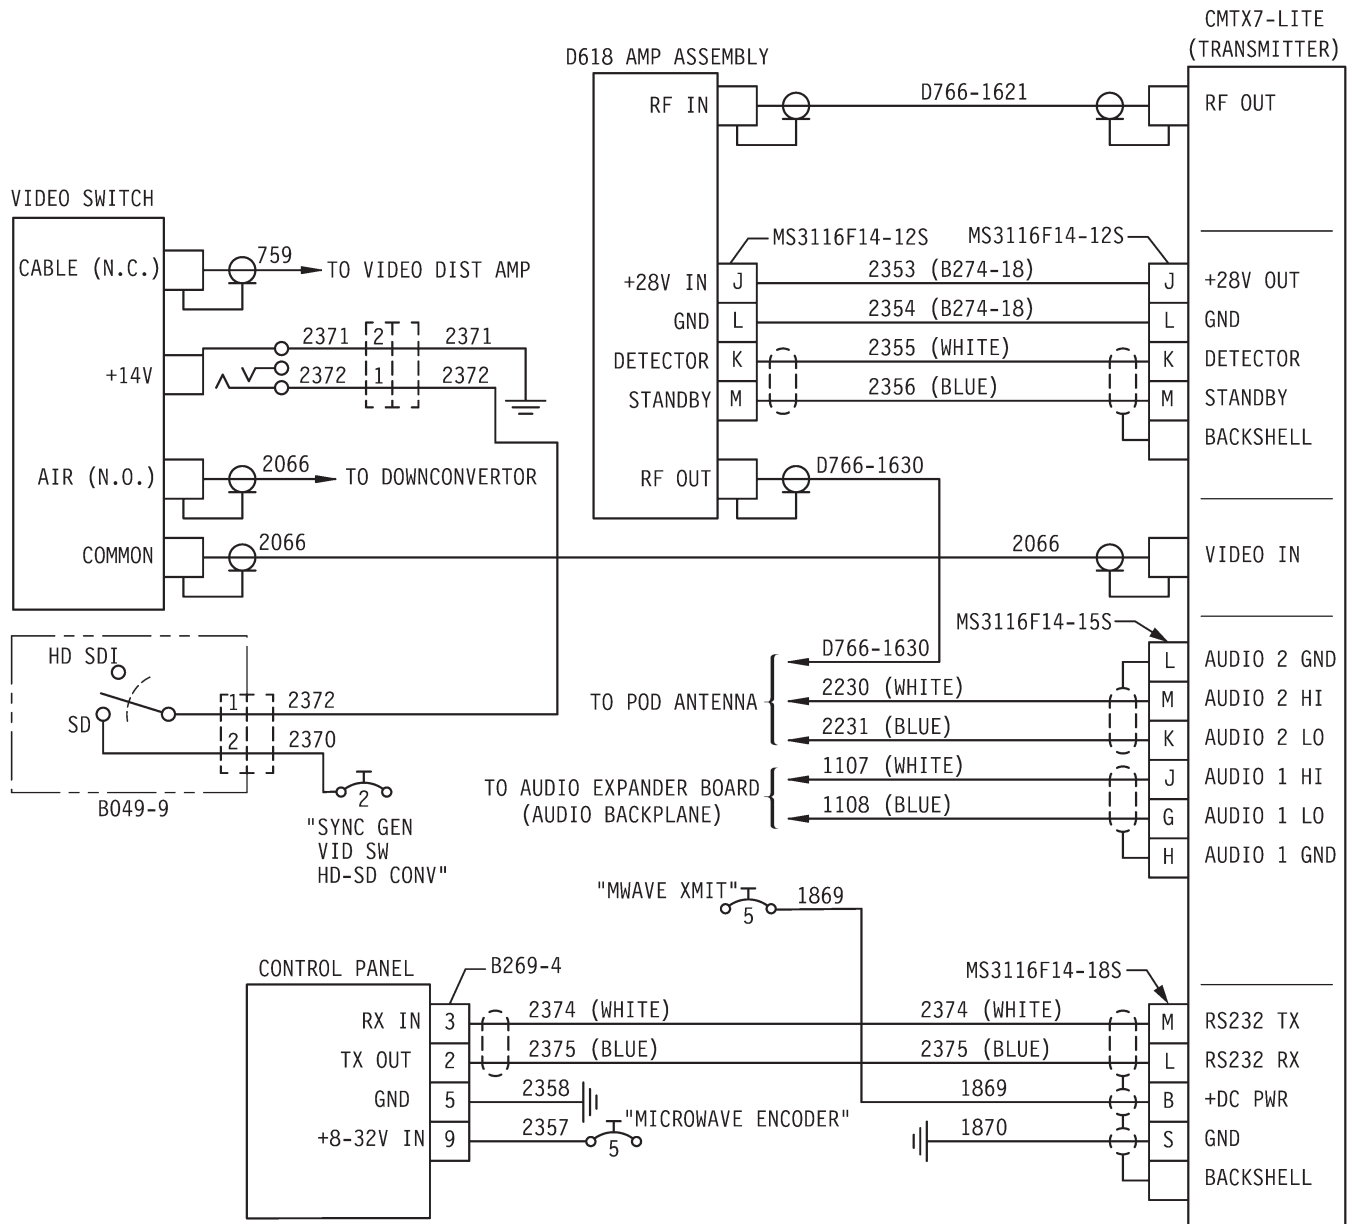 CMTX7-LITE
(TRANSMITTER)
D618 AMP ASSEMBLY
RF IN
D766-1621
RF OUT
VIDEO SWITCH
CABLE (N.C.)
759
TO VIDEO DIST AMP
MS3116F14-12S
MS3116F14-12S
+28V IN
J
2353 (B274-18)
J
+28V OUT
GND
L
2354 (B274-18)
L
GND
2371
2
2371
DETECTOR
K
2355 (WHITE)
K
DETECTOR
+14V
2372
1
2372
STANDBY
M
2356 (BLUE)
M
STANDBY
BACKSHELL
AIR (N.O.)
2066
TO DOWNCONVERTOR
RF OUT
D766-1630
COMMON
2066
2066
VIDEO IN
MS3116F14-15S
HD SDI
SD
1
2372
2
2370
B049-9
2
"SYNC GEN
VID SW
HD-SD CONV"
TO POD ANTENNA
D766-1630
L
AUDIO 2 GND
2230 (WHITE)
M
AUDIO 2 HI
2231 (BLUE)
K
AUDIO 2 LO
TO AUDIO EXPANDER BOARD
(AUDIO BACKPLANE)
1107 (WHITE)
J
AUDIO 1 HI
1108 (BLUE)
G
AUDIO 1 LO
H
AUDIO 1 GND
"MWAVE XMIT"
5
1869
CONTROL PANEL
B269-4
MS3116F14-18S
RX IN
3
2374 (WHITE)
2374 (WHITE)
M
RS232 TX
TX OUT
2
2375 (BLUE)
2375 (BLUE)
L
RS232 RX
GND
5
2358
1869
B
+DC PWR
+8-32V IN
9
2357
5
"MICROWAVE ENCODER"
1870
S
GND
BACKSHELL